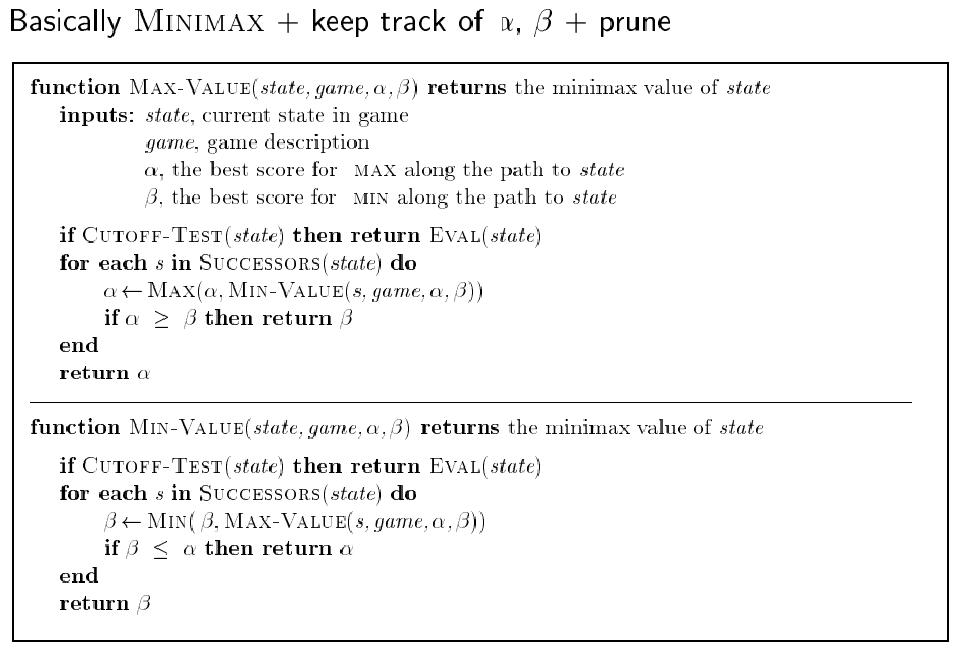 Basically MINIMAX + keep track of α, β + prune
function MAX-VALUE(state, game, α, β) returns the minimax value of state
inputs: state, current state in game
game, game description
α, the best score for MAX along the path to state
β, the best score for MIN along the path to state
if CUTOFF-TEST(state) then return EVAL(state)
for each s in SUCCESSORS(state) do
α ← MAX(α, MIN-VALUE(s, game, α, β))
if α ≥ β then return β
end
return α
function MIN-VALUE(state, game, α, β) returns the minimax value of state
if CUTOFF-TEST(state) then return EVAL(state)
for each s in SUCCESSORS(state) do
β ← MIN( β, MAX-VALUE(s, game, α, β))
if β ≤ α then return α
end
return β